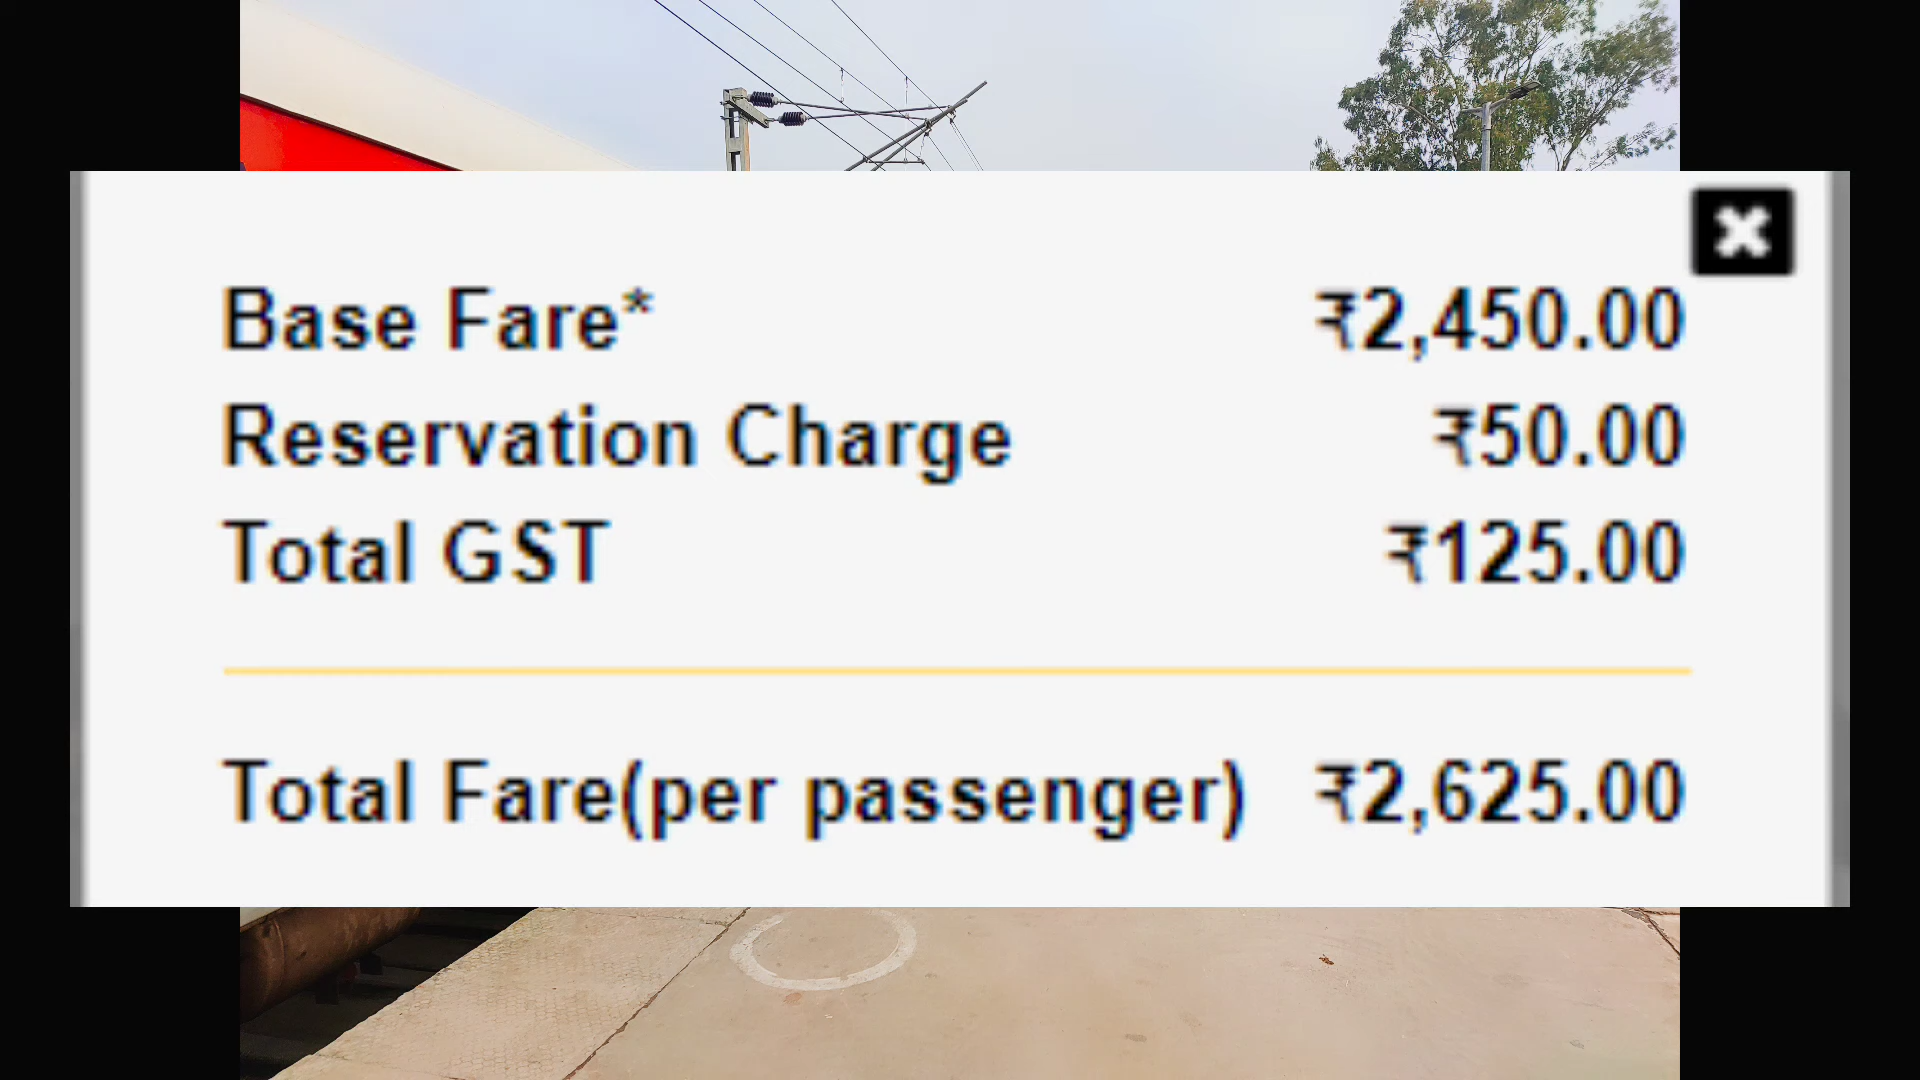 Base Fare* ₹2,450.00
Reservation Charge ₹50.00
Total GST ₹125.00
Total Fare(per passenger) ₹2,625.00